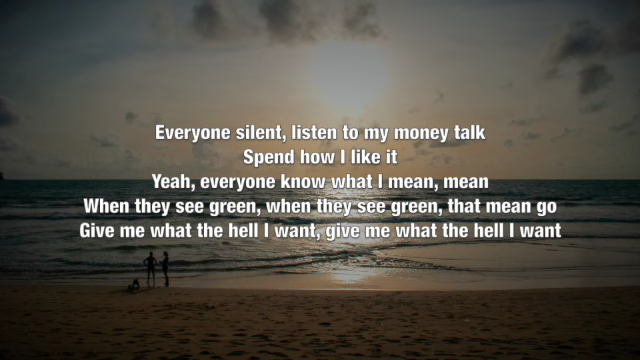 Everyone silent, listen to my money talk
Spend how I like it
Yeah, everyone know what I mean, mean
When they see green, when they see green, that mean go
Give me what the hell I want, give me what the hell I want